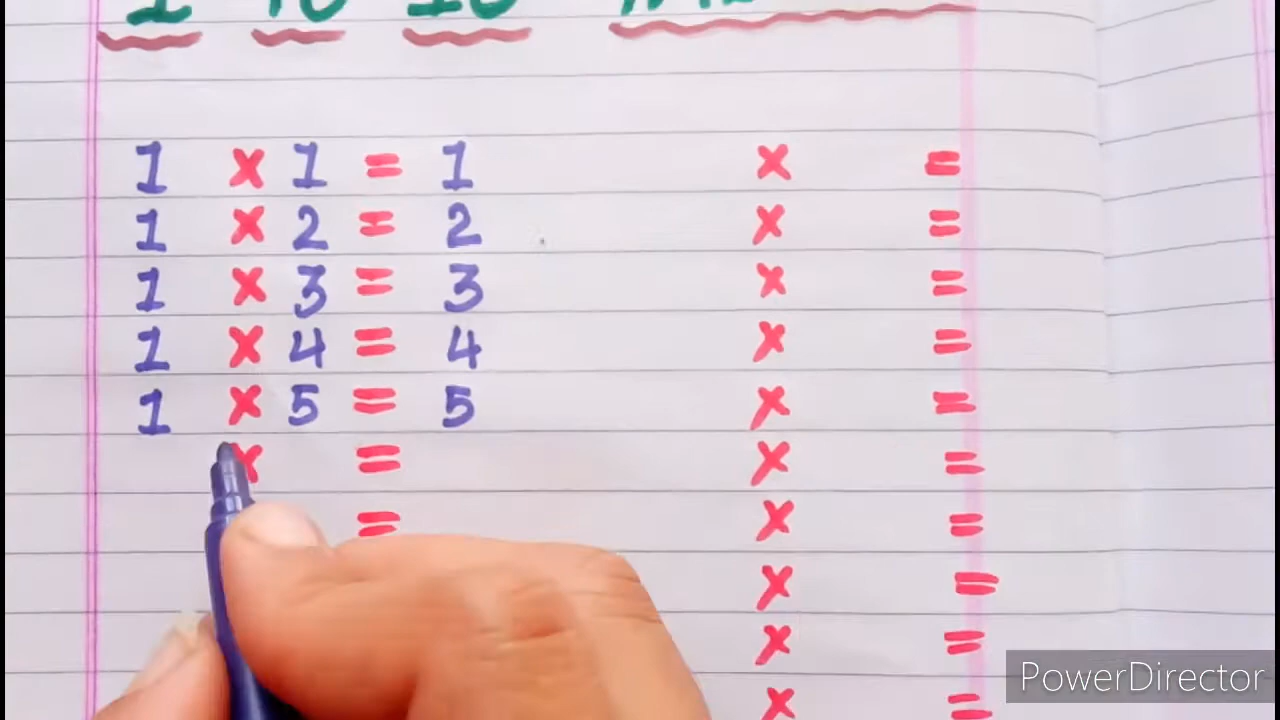 1 × 1 = 1 × =
1 × 2 = 2 × =
1 × 3 = 3 × =
1 × 4 = 4 × =
1 × 5 = 5 × =
× = × =
= × =
× =
× =
× =
PowerDirector